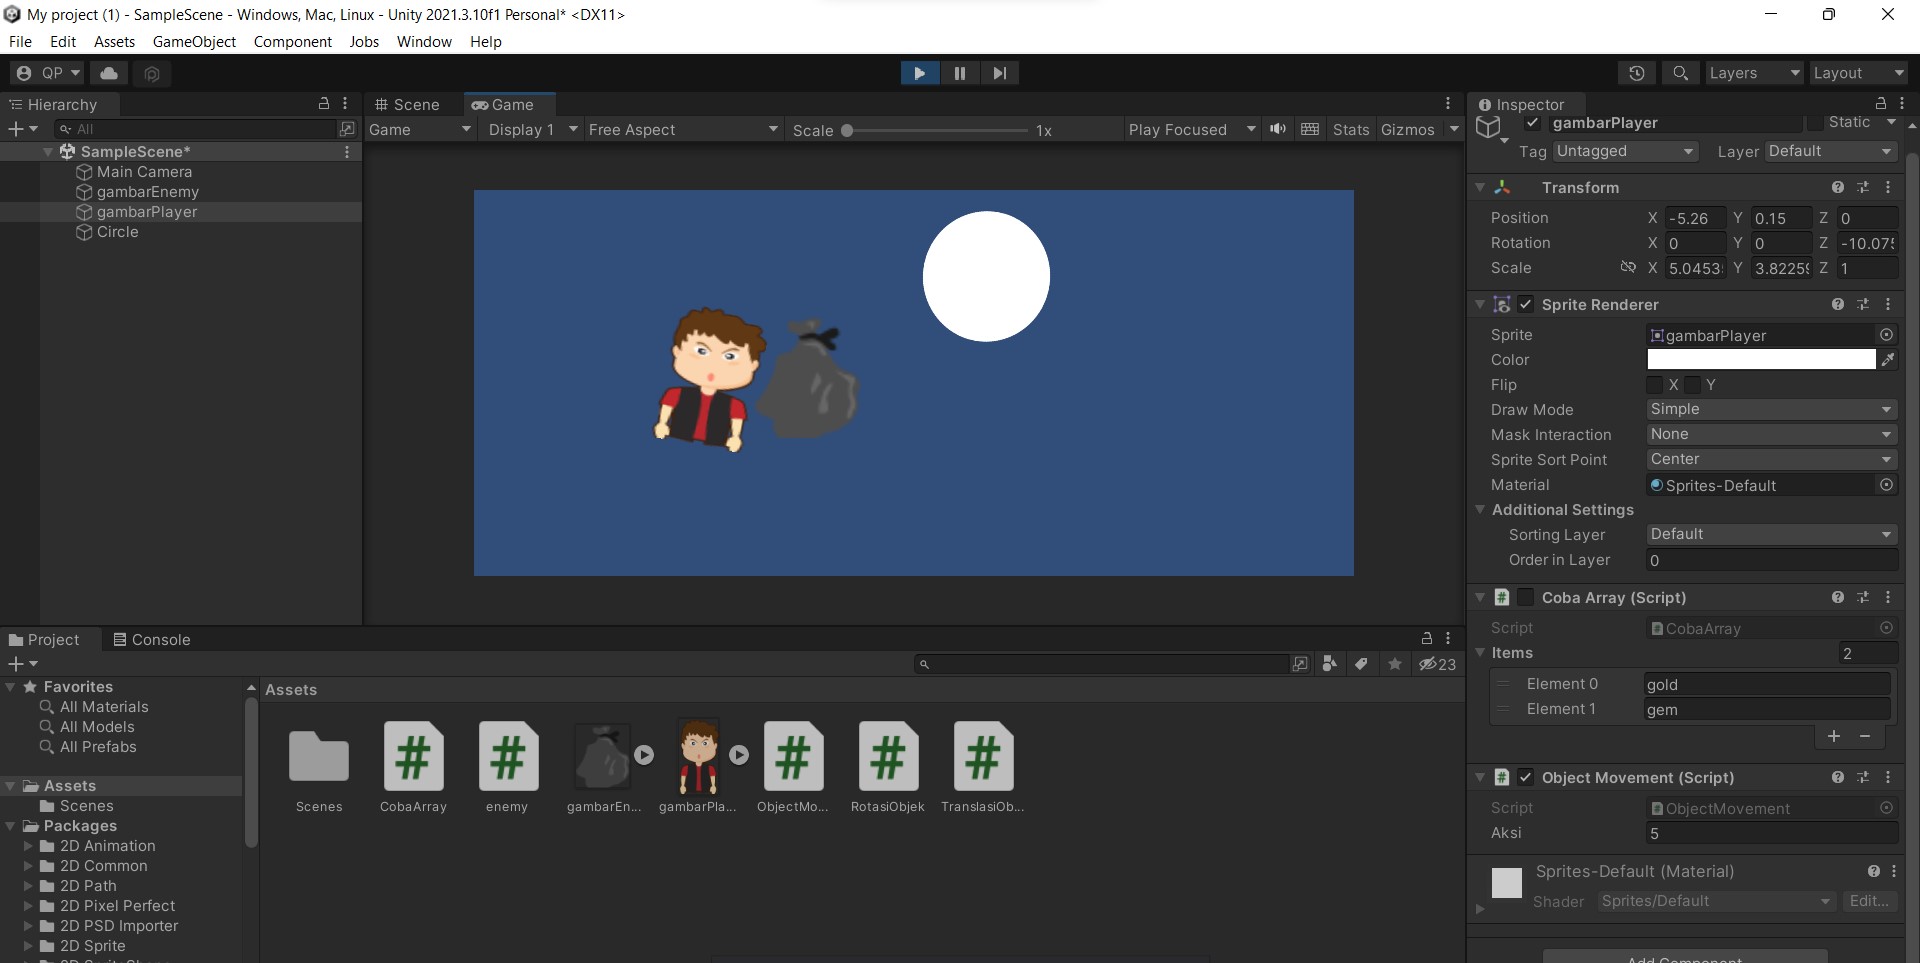 My project (1) - SampleScene - Windows, Mac, Linux - Unity 2021.3.10f1 Personal* <DX11>
File Edit Assets GameObject Component Jobs Window Help
QP Layers Layout
Hierarchy
All
SampleScene*
Main Camera
gambarEnemy
gambarPlayer
Circle
Scene Game
Game Display 1 Free Aspect Scale 1x Play Focused Stats Gizmos
Inspector
gambarPlayer Static
Tag Untagged Layer Default
Transform
Position X -5.26 Y 0.15 Z 0
Rotation X 0 Y 0 Z -10.075
Scale X 5.0453 Y 3.8225 Z 1
Sprite Renderer
Sprite gambarPlayer
Color
Flip X Y
Draw Mode Simple
Mask Interaction None
Sprite Sort Point Center
Material Sprites-Default
Additional Settings
Sorting Layer Default
Order in Layer 0
# Coba Array (Script)
Script # CobaArray
Items 2
Element 0 gold
Element 1 gem
+ −
# Object Movement (Script)
Script # ObjectMovement
Aksi 5
Sprites-Default (Material)
Shader Sprites/Default Edit...
Add Component
Project Console
23
Favorites
All Materials
All Models
All Prefabs
Assets
Scenes
Packages
2D Animation
2D Common
2D Path
2D Pixel Perfect
2D PSD Importer
2D Sprite
Assets
# # # # #
Scenes CobaArray enemy gambarEn... gambarPla... ObjectMo... RotasiObjek TranslasiOb...